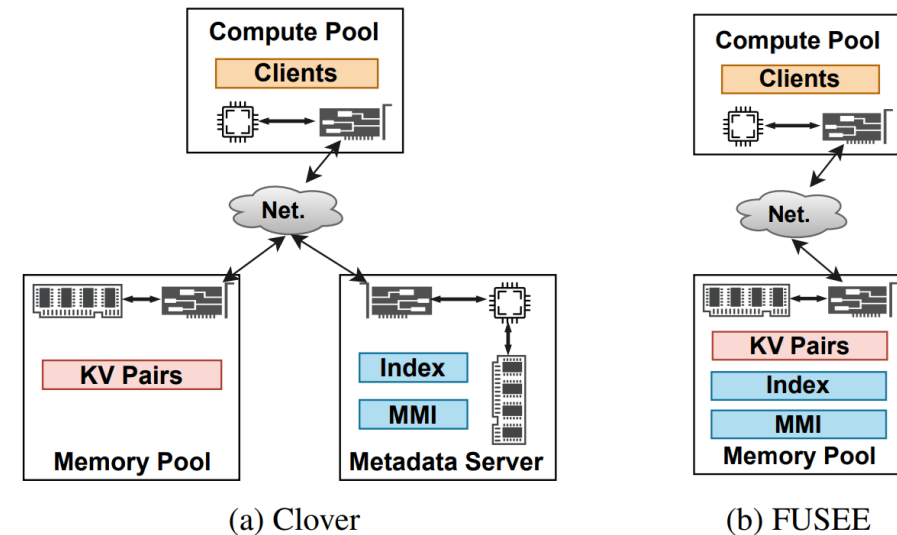 Compute Pool
Clients
Net.
KV Pairs
Memory Pool
Index
MMI
Metadata Server
(a) Clover
Compute Pool
Clients
Net.
KV Pairs
Index
MMI
Memory Pool
(b) FUSEE